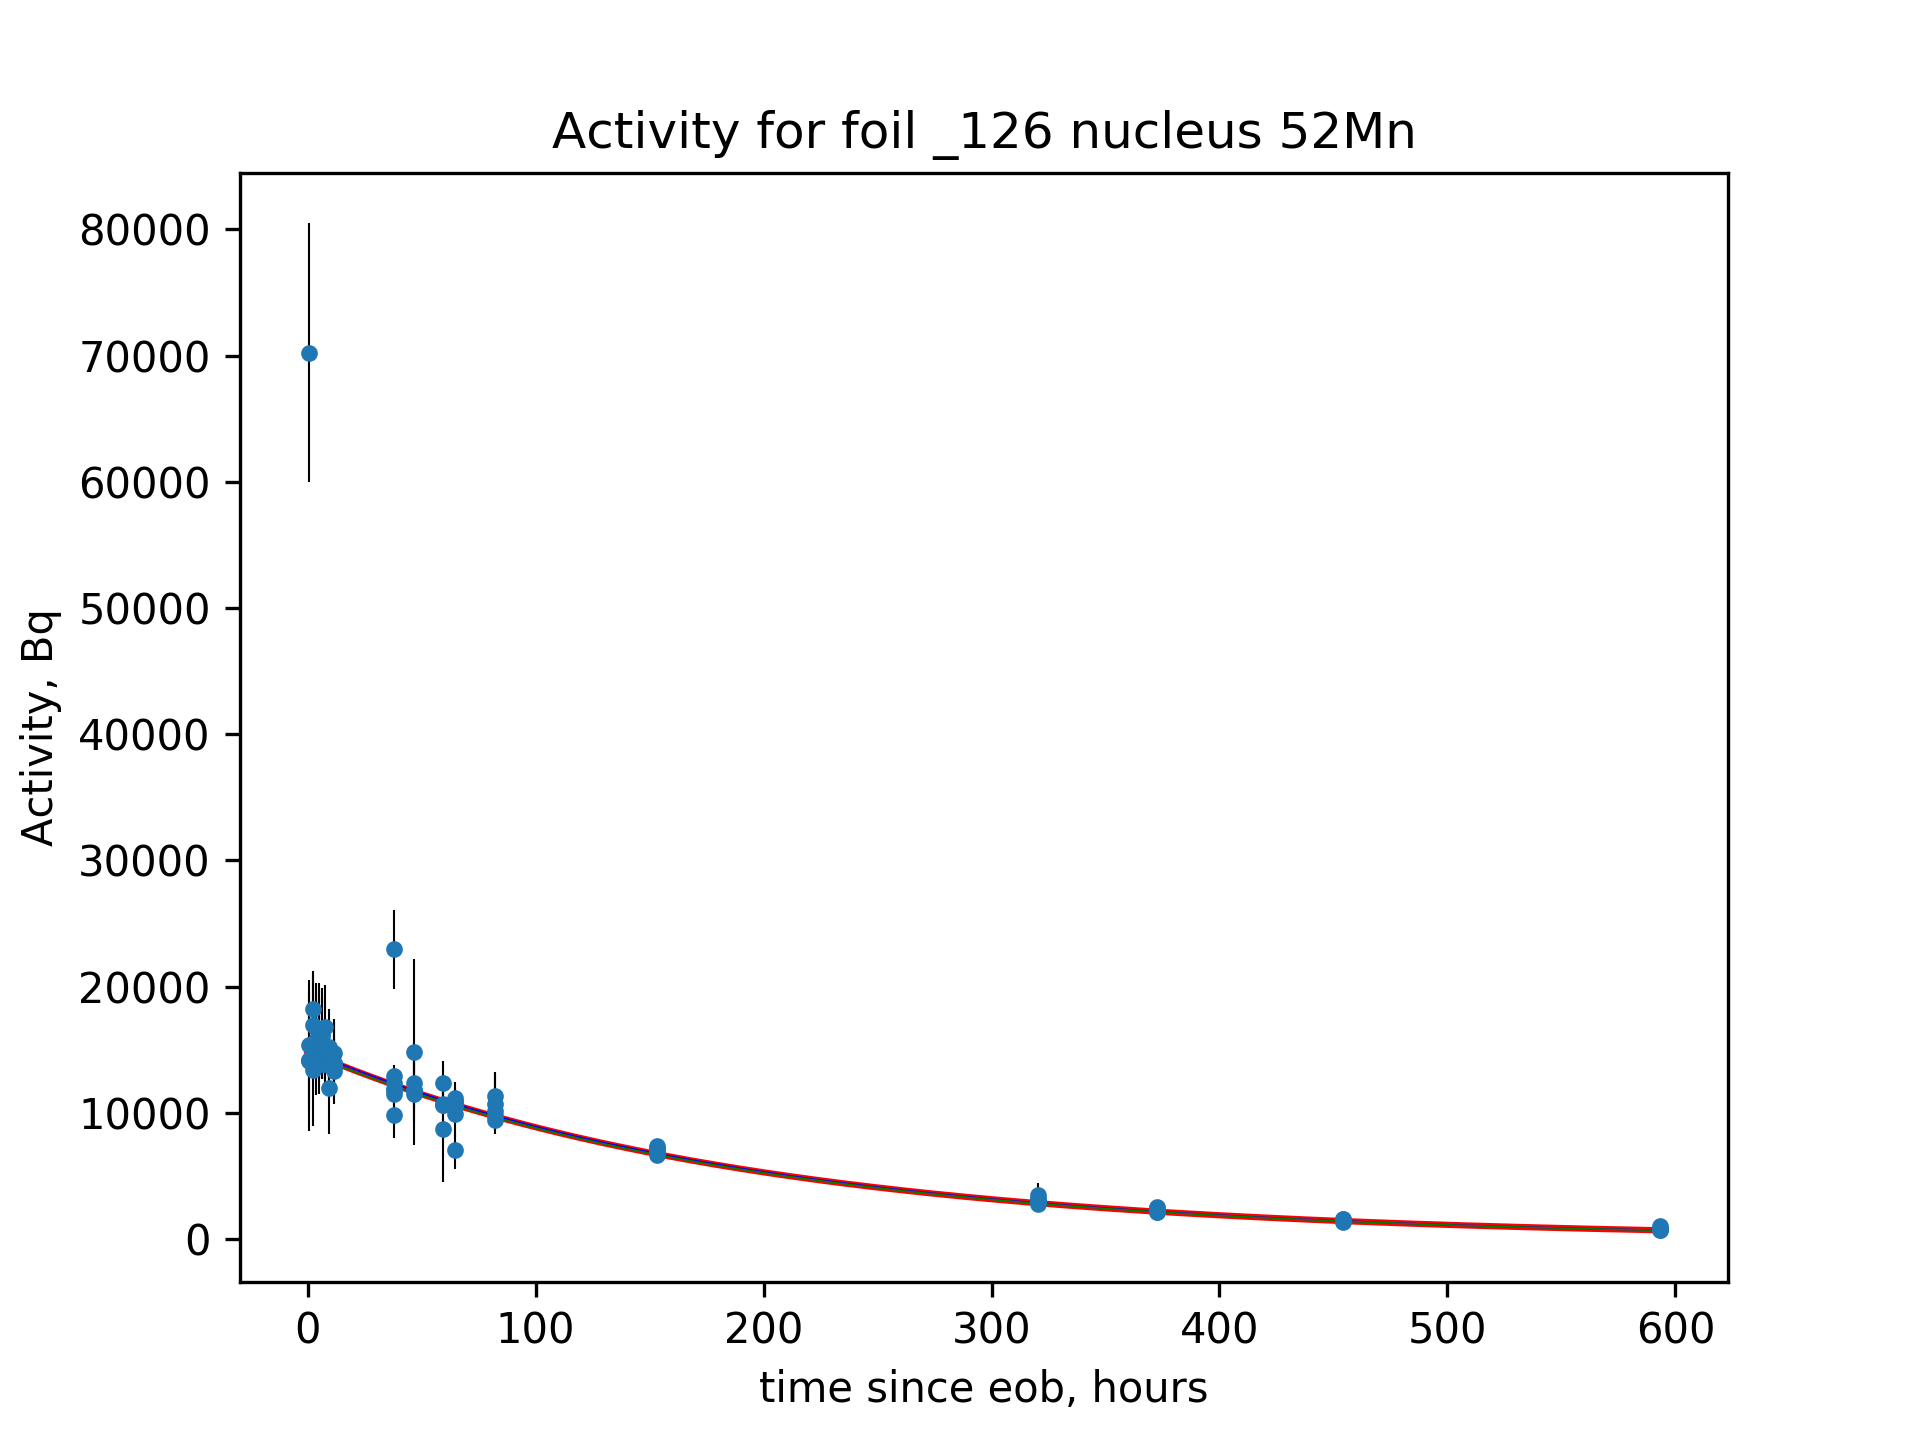 Activity for foil _126 nucleus 52Mn
80000
70000
60000
50000
40000
30000
20000
10000
0
Activity, Bq
0 100 200 300 400 500 600
time since eob, hours